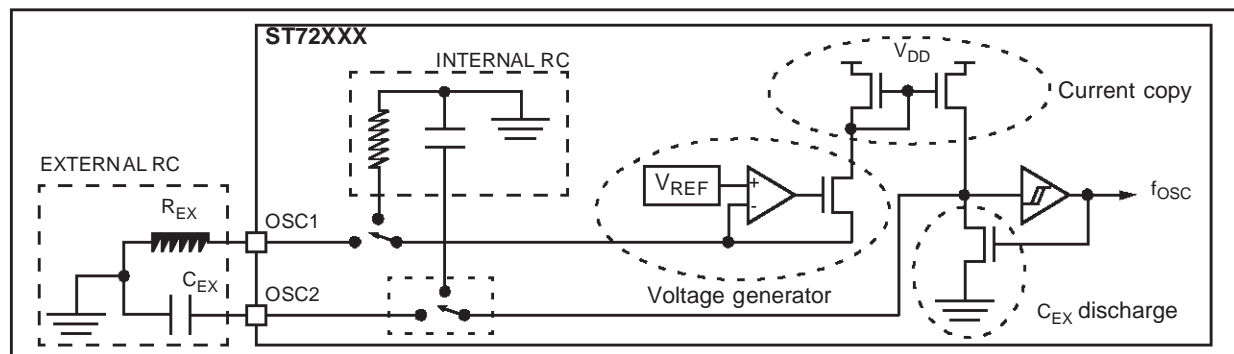 ST72XXX
INTERNAL RC
VDD
Current copy
EXTERNAL RC
VREF
+
-
fOSC
REX
OSC1
CEX
OSC2
Voltage generator
CEX discharge